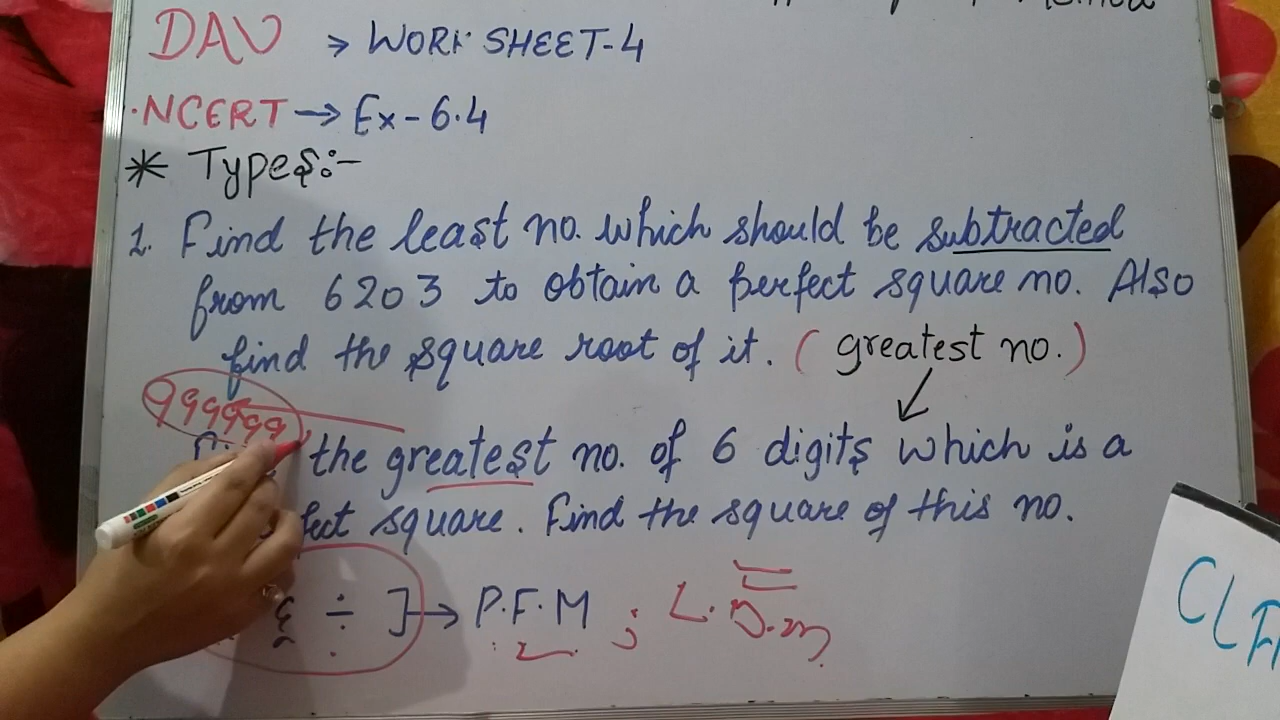 DAV → WORK SHEET-4
·NCERT → Ex-6.4
* Types:-
1. Find the least no. which should be subtracted
from 6203 to obtain a perfect square no. Also
find the square root of it. (greatest no.)
999999
the greatest no. of 6 digits which is a
square. Find the square of this no.
÷ ] → P.F.M ; L.D.M